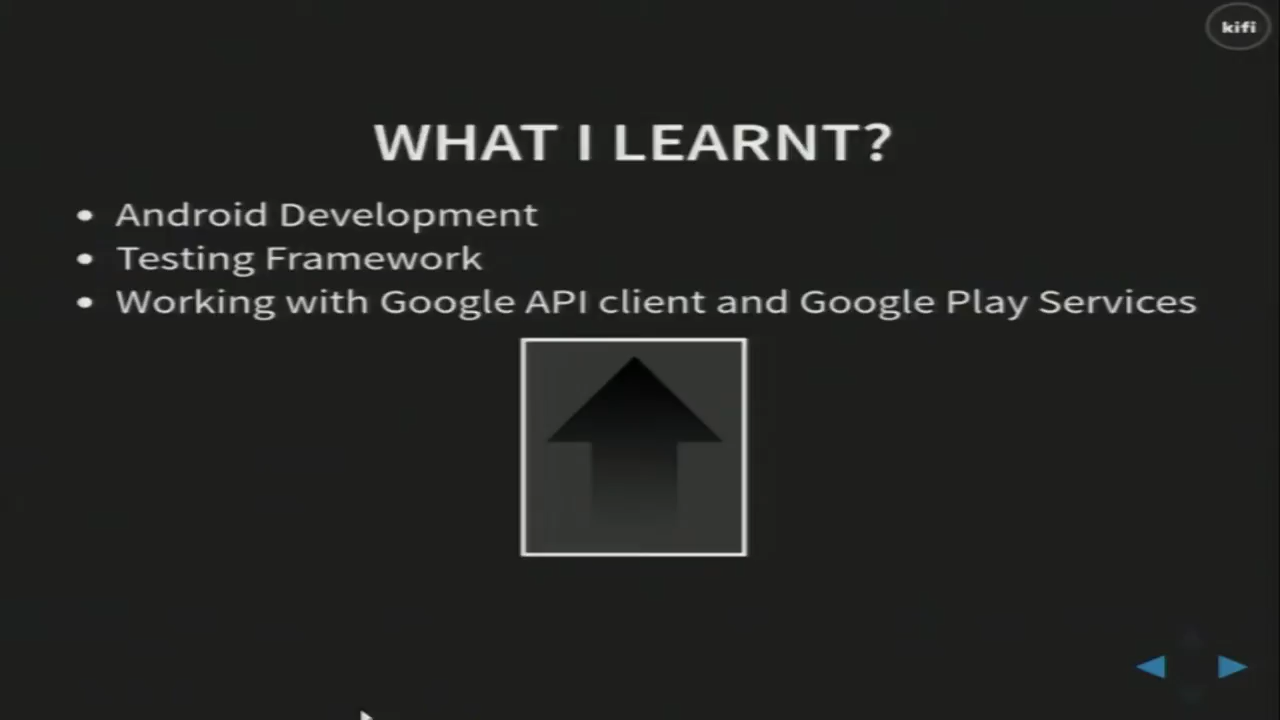 kifi
WHAT I LEARNT?
Android Development
Testing Framework
Working with Google API client and Google Play Services